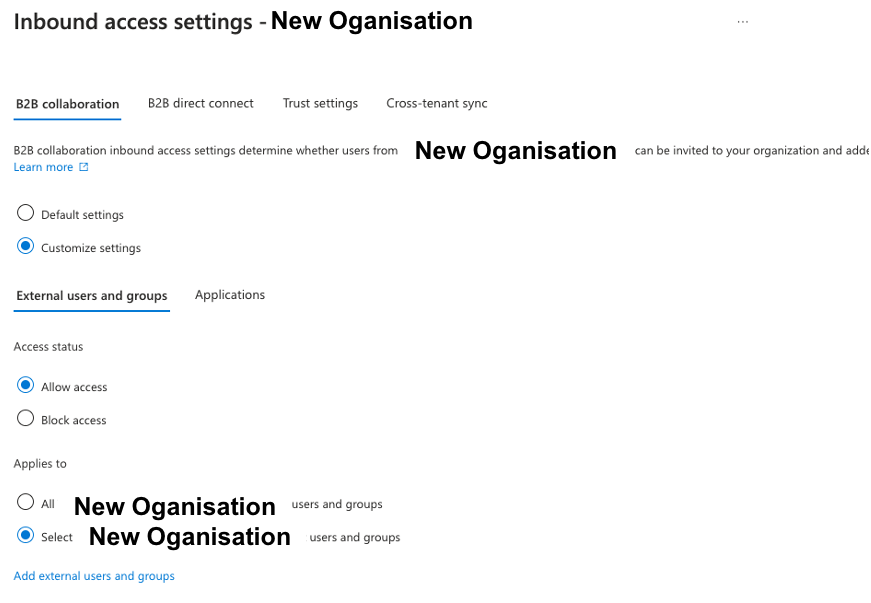 Inbound access settings - New Oganisation ...
B2B collaboration B2B direct connect Trust settings Cross-tenant sync
B2B collaboration inbound access settings determine whether users from New Oganisation can be invited to your organization and adde
Learn more
Default settings
Customize settings
External users and groups Applications
Access status
Allow access
Block access
Applies to
All New Oganisation users and groups
Select New Oganisation users and groups
Add external users and groups